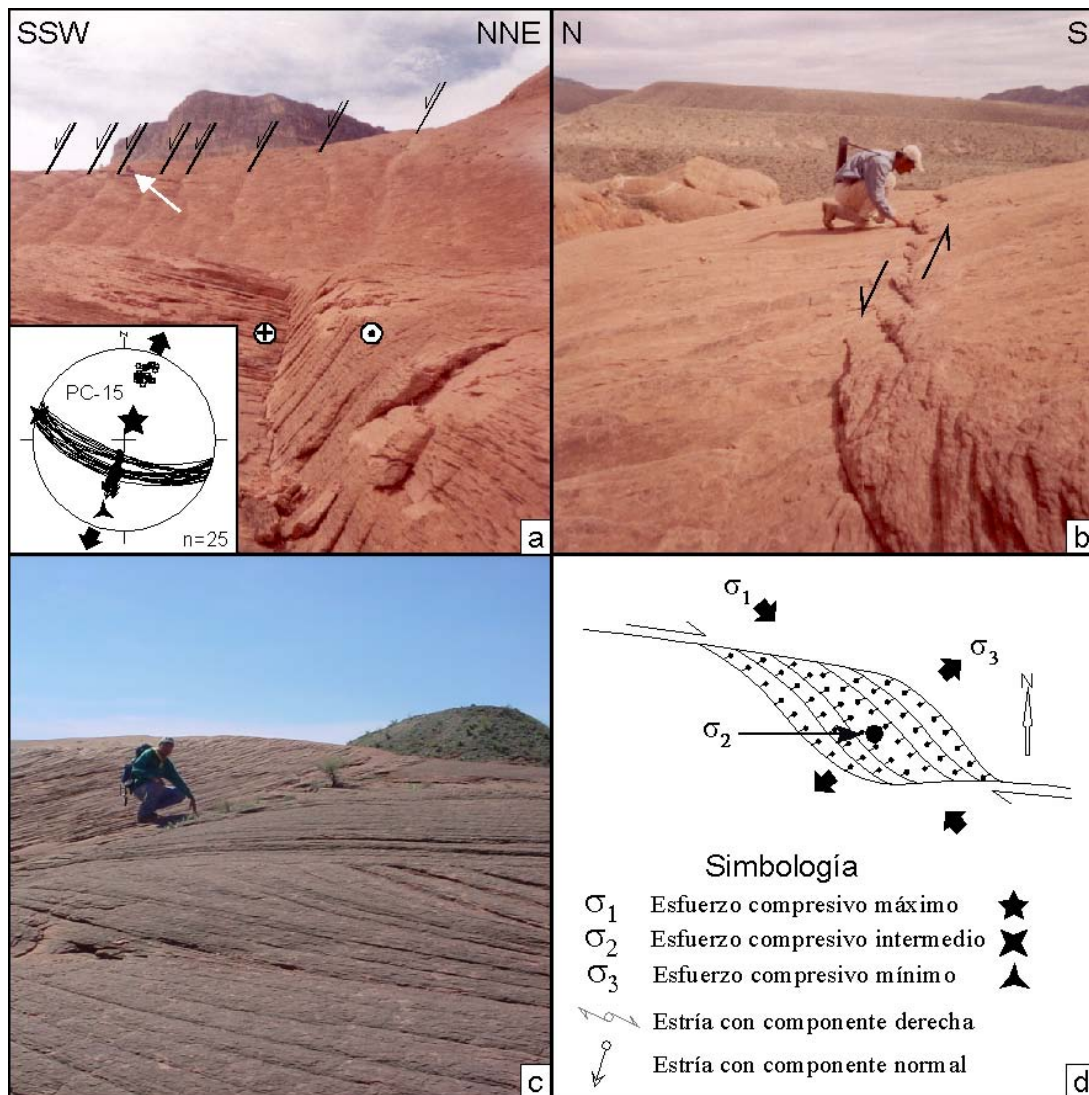 SSW NNE
N S
N
PC-15
n=25
a
b
σ1
σ3
N
σ2
Simbología
σ1 Esfuerzo compresivo máximo
σ2 Esfuerzo compresivo intermedio
σ3 Esfuerzo compresivo mínimo
Estría con componente derecha
Estría con componente normal
c
d